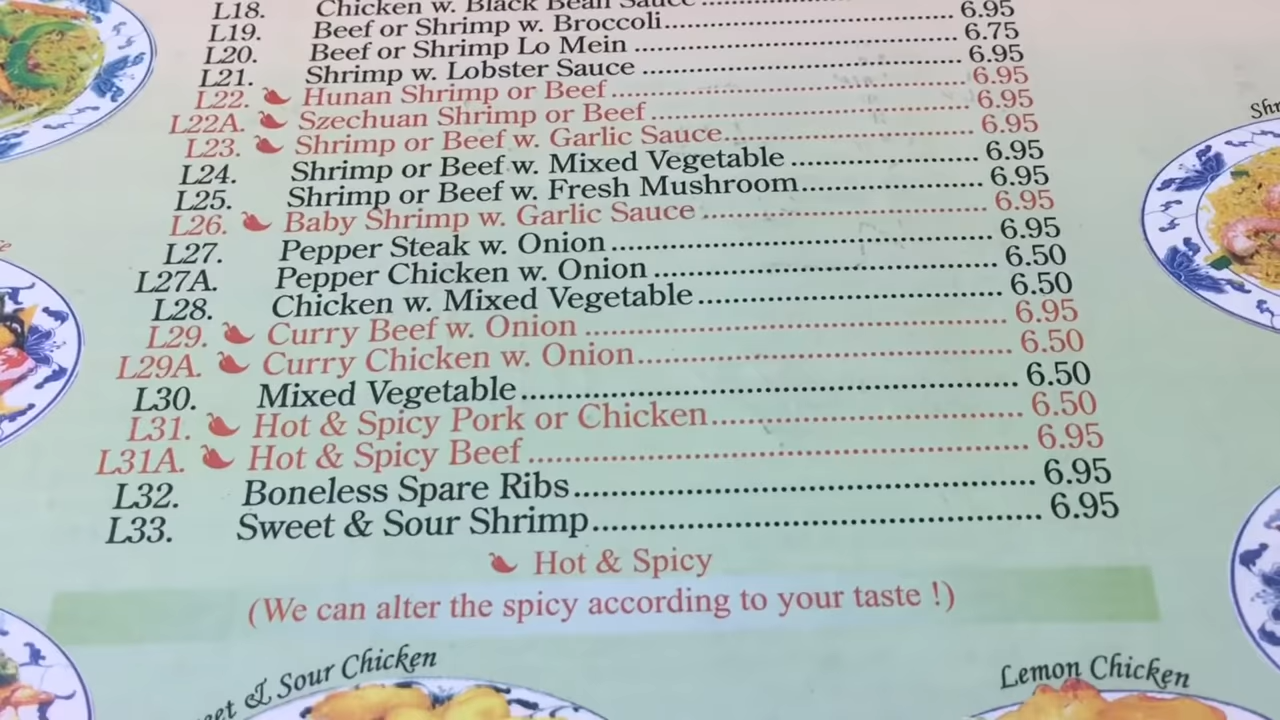 L18. Chicken w. Black Bean Sauce
L19. Beef or Shrimp w. Broccoli 6.95
L20. Beef or Shrimp Lo Mein 6.75
L21. Shrimp w. Lobster Sauce 6.95
L22. Hunan Shrimp or Beef 6.95
L22A. Szechuan Shrimp or Beef 6.95
L23. Shrimp or Beef w. Garlic Sauce 6.95
L24. Shrimp or Beef w. Mixed Vegetable 6.95
L25. Shrimp or Beef w. Fresh Mushroom 6.95
L26. Baby Shrimp w. Garlic Sauce 6.95
L27. Pepper Steak w. Onion 6.95
L27A. Pepper Chicken w. Onion 6.50
L28. Chicken w. Mixed Vegetable 6.50
L29. Curry Beef w. Onion 6.95
L29A. Curry Chicken w. Onion 6.50
L30. Mixed Vegetable 6.50
L31. Hot & Spicy Pork or Chicken 6.50
L31A. Hot & Spicy Beef 6.95
L32. Boneless Spare Ribs 6.95
L33. Sweet & Sour Shrimp 6.95
Hot & Spicy
(We can alter the spicy according to your taste !)
& Sour Chicken
Lemon Chicken